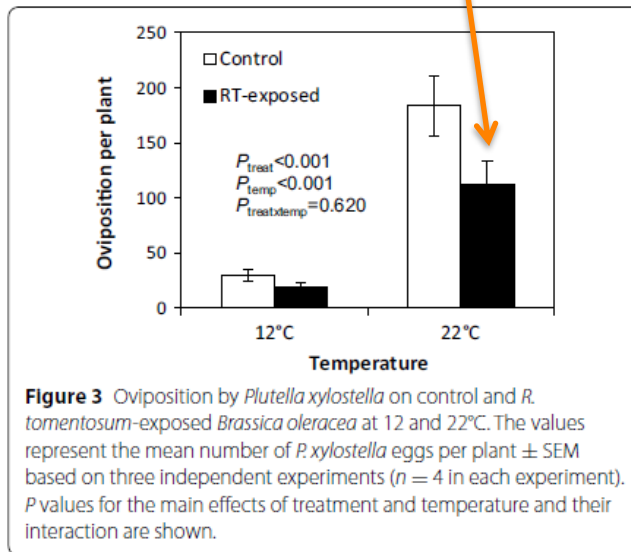 250
200
150
100
50
0
Oviposition per plant
Control
RT-exposed
Ptreat<0.001
Ptemp<0.001
Ptreatxtemp=0.620
12°C
22°C
Temperature
Figure 3 Oviposition by Plutella xylostella on control and R.
tomentosum-exposed Brassica oleracea at 12 and 22°C. The values
represent the mean number of P. xylostella eggs per plant ± SEM
based on three independent experiments (n = 4 in each experiment).
P values for the main effects of treatment and temperature and their
interaction are shown.